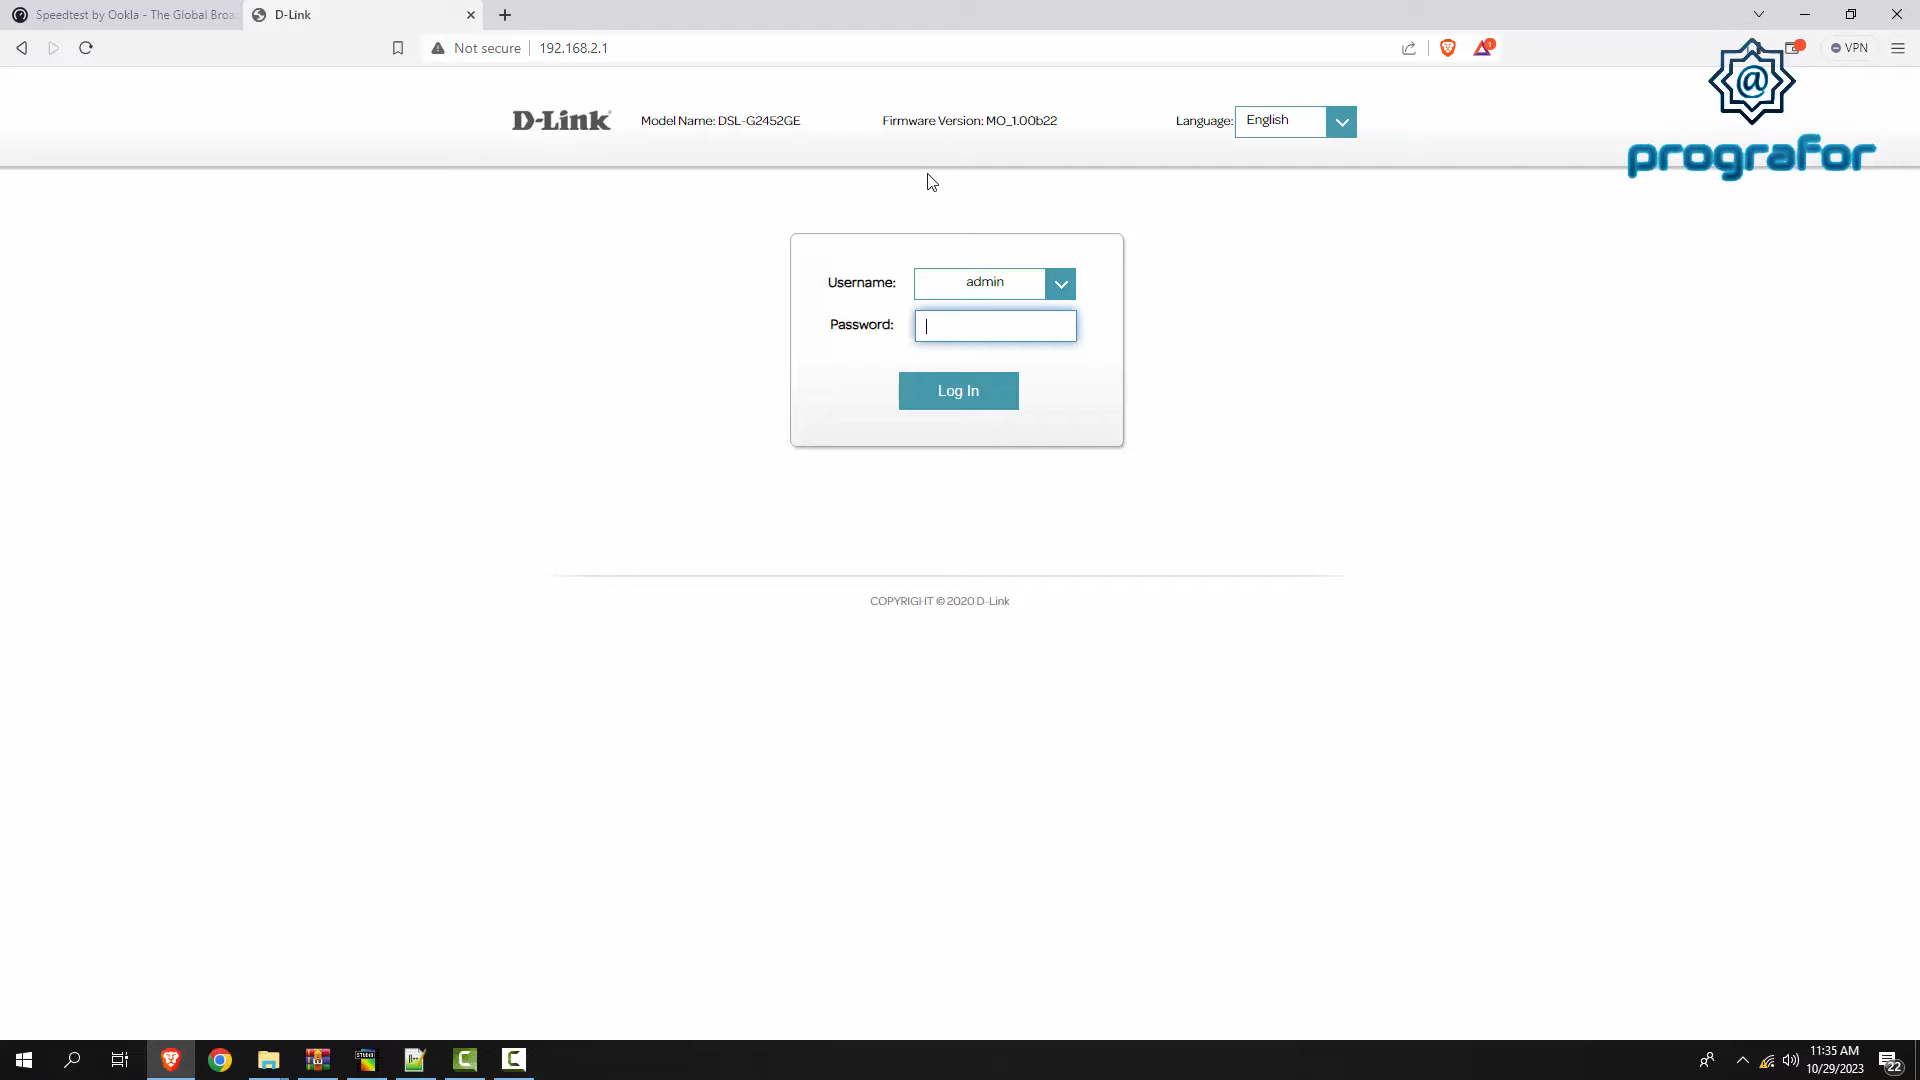 Speedtest by Ookla - The Global Broa
D-Link
Not secure
192.168.2.1
1
VPN
@
prografor
D-Link
Model Name: DSL-G2452GE
Firmware Version: MO_1.00b22
Language:
English
Username:
admin
Password:
Log In
COPYRIGHT © 2020 D-Link
STUDIO
11:35 AM
10/29/2023
22